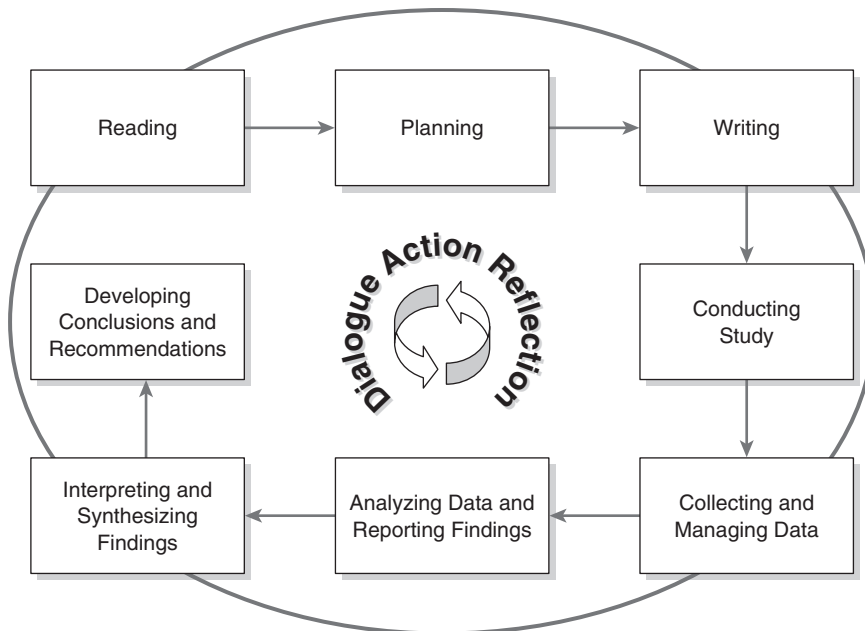 Reading
Planning
Writing
Dialogue Action Reflection
Developing
Conclusions and
Recommendations
Conducting
Study
Interpreting and
Synthesizing
Findings
Analyzing Data and
Reporting Findings
Collecting and
Managing Data